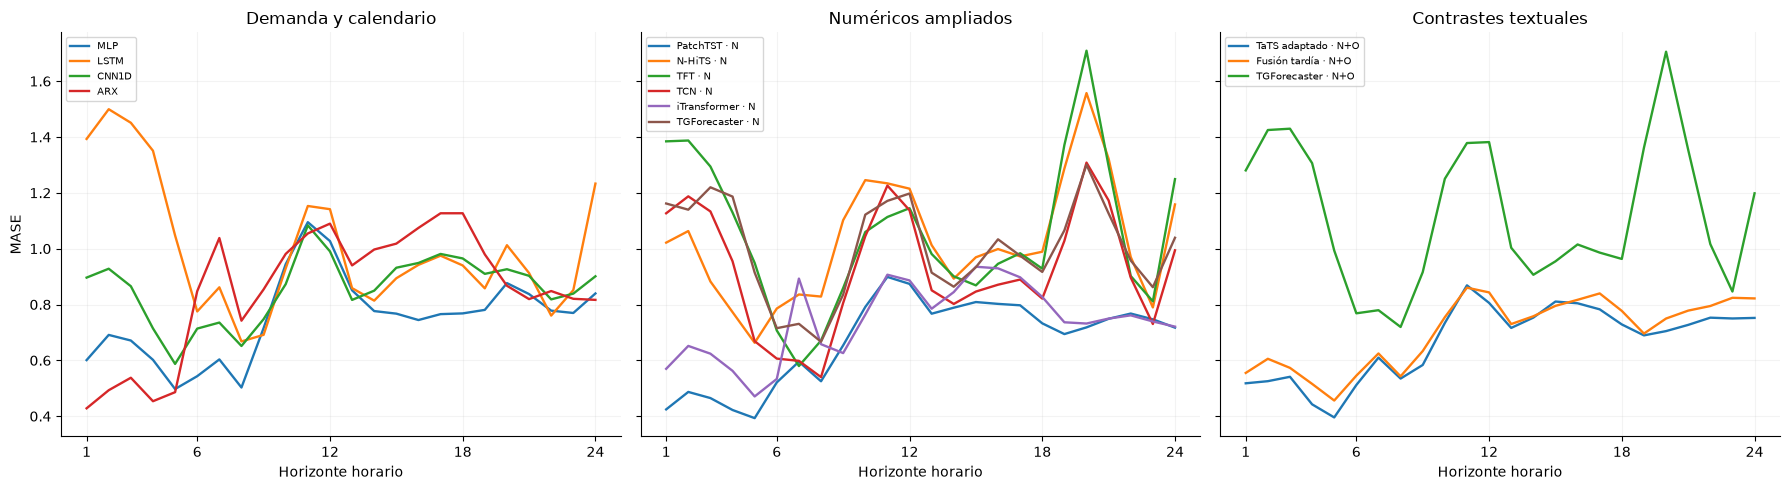 Demanda y calendario
MLP
LSTM
CNN1D
ARX
MASE
1.6
1.4
1.2
1.0
0.8
0.6
0.4
1 6 12 18 24
Horizonte horario
Numéricos ampliados
PatchTST · N
N-HiTS · N
TFT · N
TCN · N
iTransformer · N
TGForecaster · N
1 6 12 18 24
Horizonte horario
Contrastes textuales
TaTS adaptado · N+O
Fusión tardía · N+O
TGForecaster · N+O
1 6 12 18 24
Horizonte horario